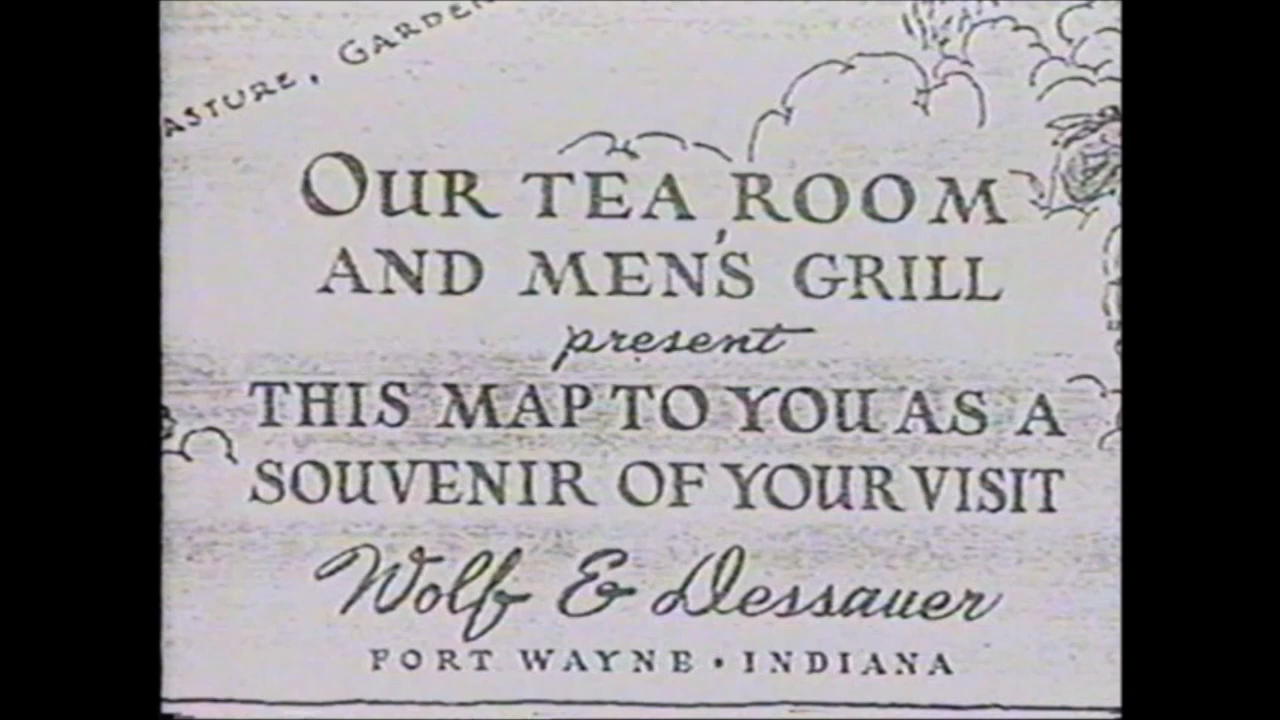 ASTURE, GARDEN
OUR TEA ROOM
AND MEN'S GRILL
present
THIS MAP TO YOU AS A
SOUVENIR OF YOUR VISIT
Wolf & Dessauer
FORT WAYNE • INDIANA